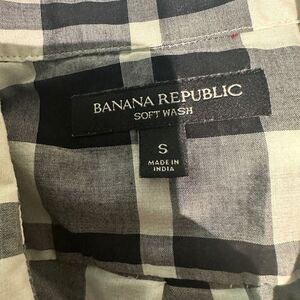 BANANA REPUBLIC
SOFT WASH
S
MADE IN
INDIA